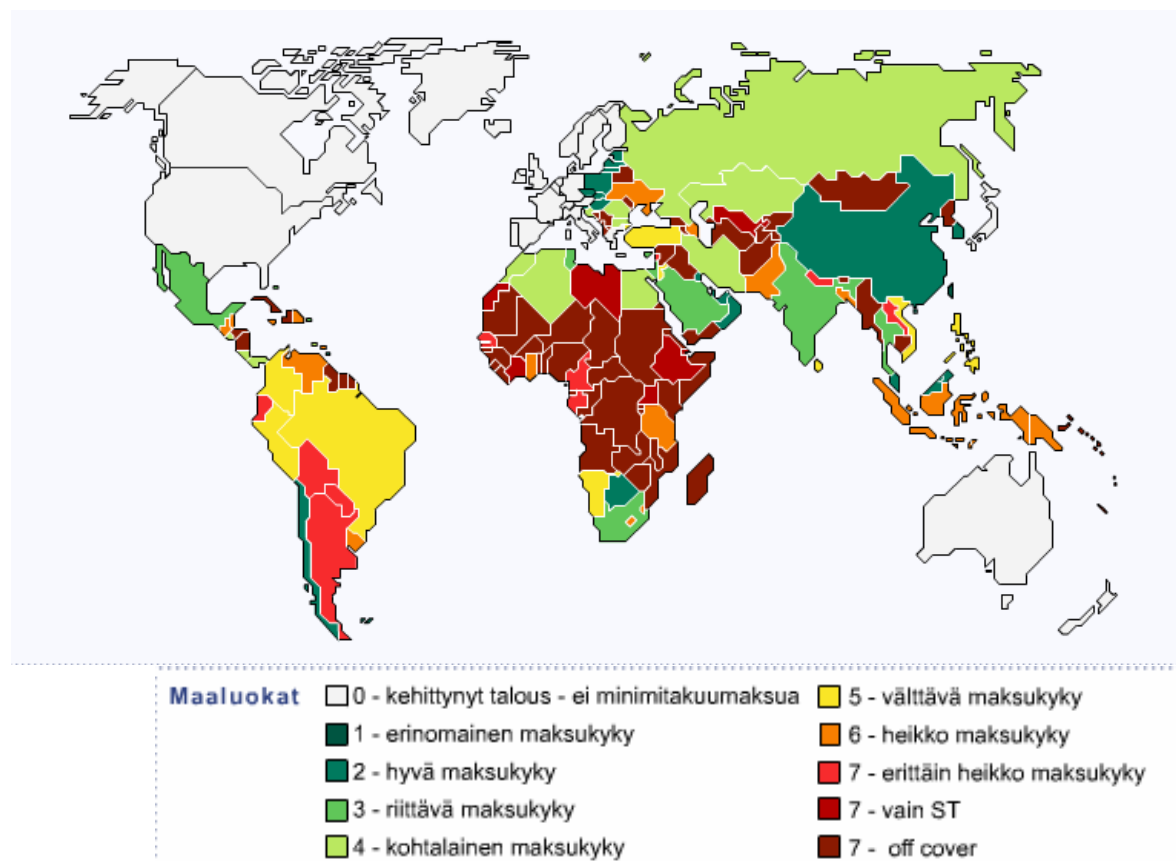 Maaluokat
0 - kehittynyt talous - ei minimitakuumaksua
1 - erinomainen maksukyky
2 - hyvä maksukyky
3 - riittävä maksukyky
4 - kohtalainen maksukyky
5 - välttävä maksukyky
6 - heikko maksukyky
7 - erittäin heikko maksukyky
7 - vain ST
7 - off cover